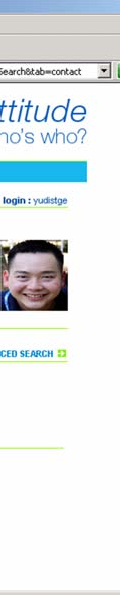 Search&tab=contact
ttitude
ho's who?
login : yudistge
CED SEARCH